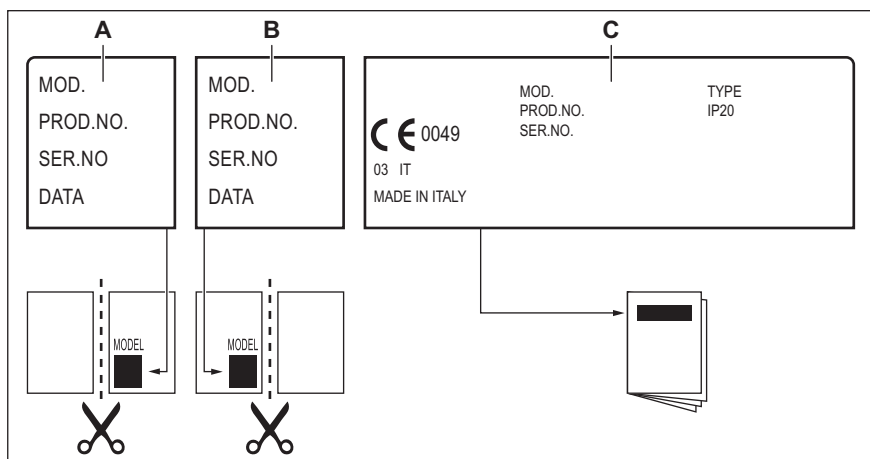 A
B
C
MOD.
PROD.NO.
SER.NO
DATA
MOD.
PROD.NO.
SER.NO
DATA
MOD.
PROD.NO.
SER.NO.
TYPE
IP20
CE 0049
03 IT
MADE IN ITALY
MODEL
MODEL